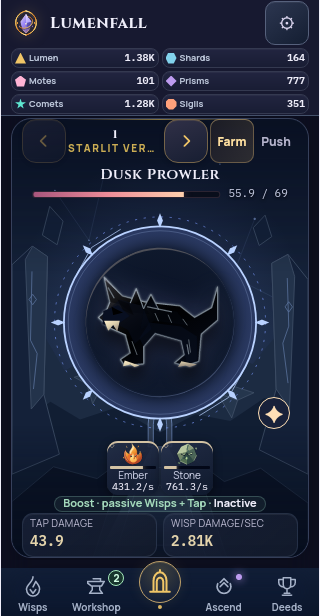 Lumenfall
Lumen 1.38K
Shards 164
Motes 101
Prisms 777
Comets 1.28K
Sigils 351
1
STARLIT VER…
Farm
Push
Dusk Prowler
55.9 / 69
Ember
431.2/s
Stone
761.3/s
Boost · passive Wisps + Tap · Inactive
TAP DAMAGE
43.9
WISP DAMAGE/SEC
2.81K
2
Wisps
Workshop
Ascend
Deeds